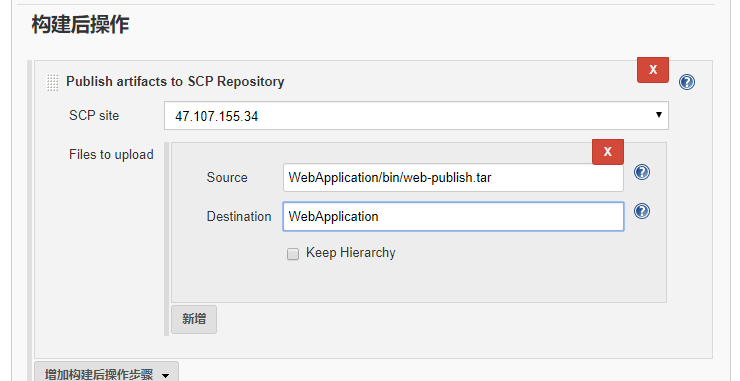 构建后操作
Publish artifacts to SCP Repository
X
?
SCP site
47.107.155.34
Files to upload
X
Source
WebApplication/bin/web-publish.tar
?
Destination
WebApplication
?
Keep Hierarchy
新增
增加构建后操作步骤